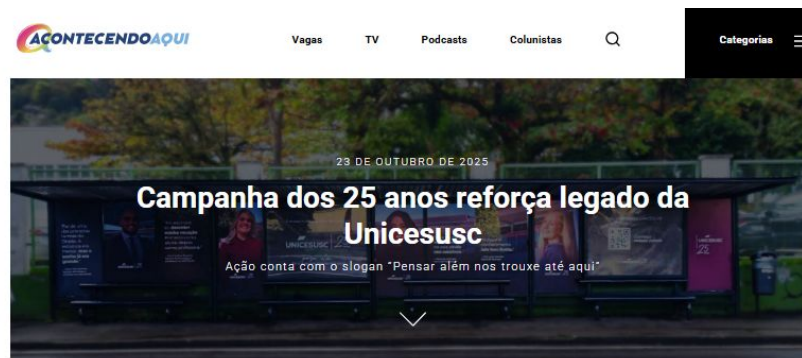 ACONTECENDOAQUI
Vagas TV Podcasts Colunistas Categorias
23 DE OUTUBRO DE 2025
Campanha dos 25 anos reforça legado da
Unicesusc
Ação conta com o slogan “Pensar além nos trouxe até aqui”
UNICESUSC
UNICESUSC